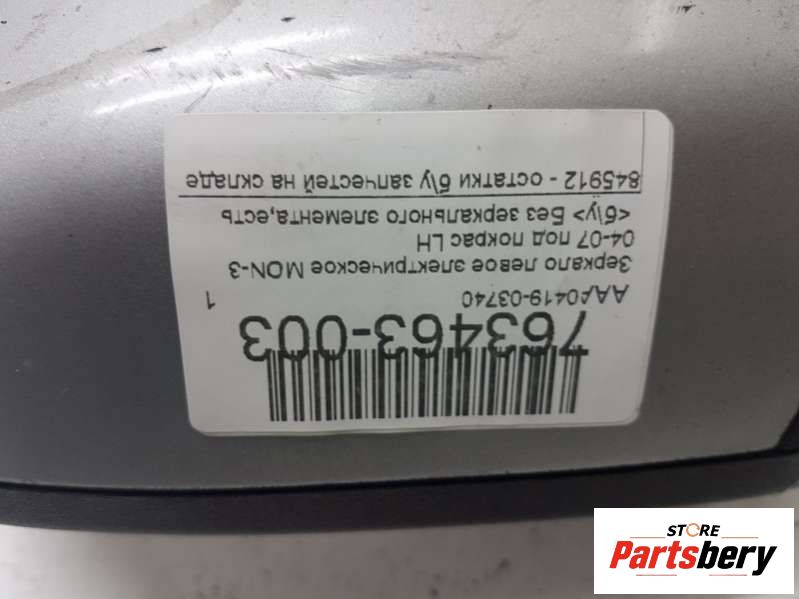 763463-003
AAA0419-03740 1
Зеркало левое электрическое MON-3
04-07 под покрас LH
<б\у> Без зеркального элемента,есть
845912 - остатки б\у запчестей на складе
STORE
Partsbery